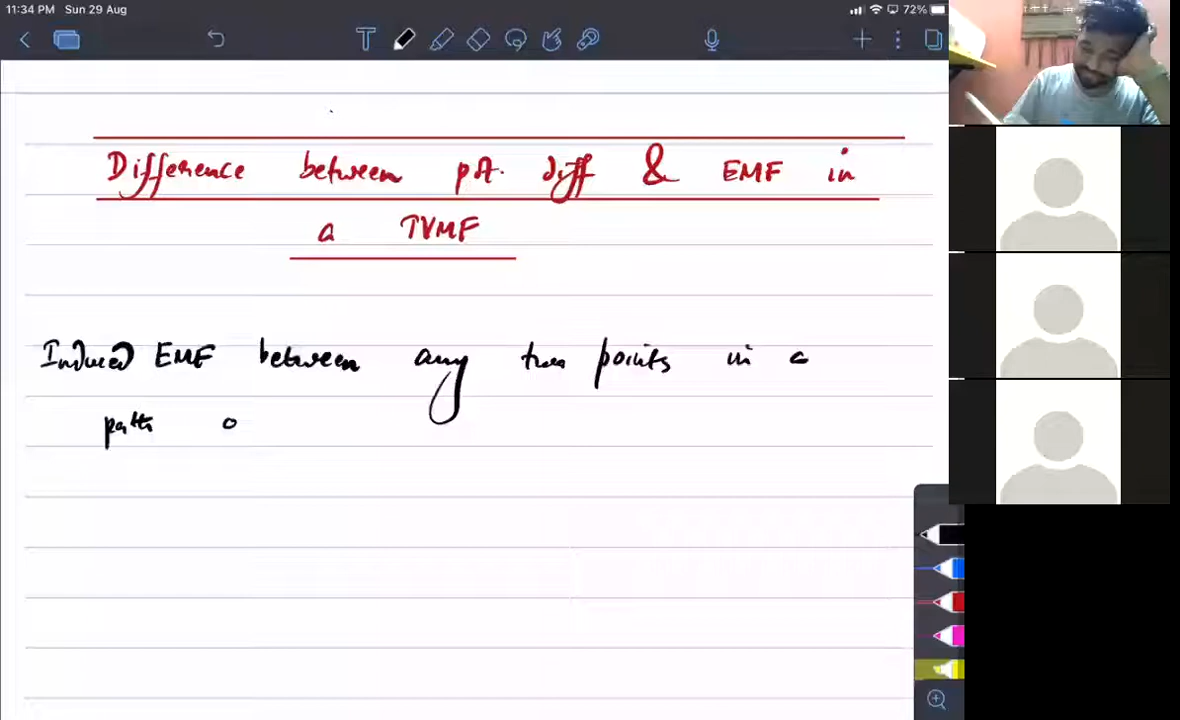 11:34 PM Sun 29 Aug
72%
Difference between pot. diff & EMF in
a TVMF
Induced EMF between any two points in a
path o